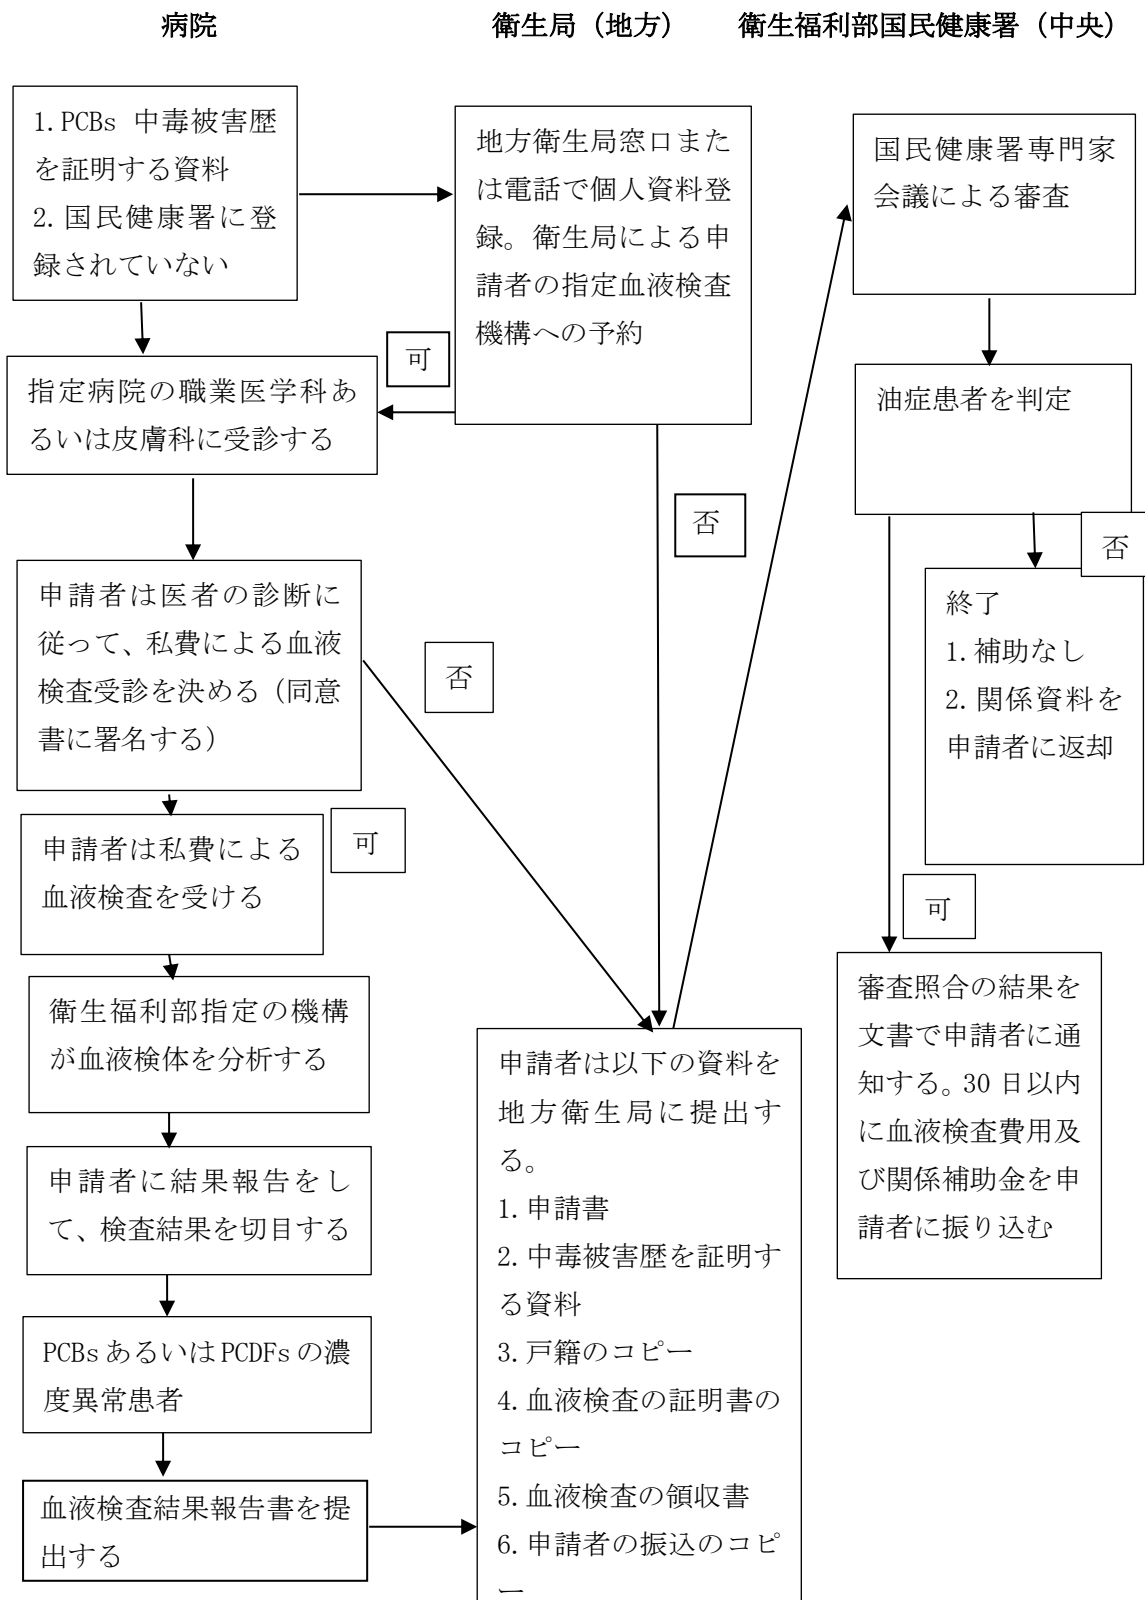 病院
衛生局（地方）
衛生福利部国民健康署（中央）
1.PCBs 中毒被害歴
を証明する資料
2.国民健康署に登
録されていない
指定病院の職業医学科あ
るいは皮膚科に受診する
申請者は医者の診断に
従って、私費による血液
検査受診を決める（同意
書に署名する）
申請者は私費による
血液検査を受ける
可
衛生福利部指定の機構
が血液検体を分析する
申請者に結果報告をし
て、検査結果を切目する
PCBsあるいはPCDFsの濃
度異常患者
血液検査結果報告書を提
出する
地方衛生局窓口また
は電話で個人資料登
録。衛生局による申
請者の指定血液検査
機構への予約
可
否
否
申請者は以下の資料を
地方衛生局に提出す
る。
1.申請書
2.中毒被害歴を証明す
る資料
3.戸籍のコピー
4.血液検査の証明書の
コピー
5.血液検査の領収書
6.申請者の振込のコピ
ー
国民健康署専門家
会議による審査
油症患者を判定
否
終了
1.補助なし
2.関係資料を
申請者に返却
可
審査照合の結果を
文書で申請者に通
知する。30日以内
に血液検査費用及
び関係補助金を申
請者に振り込む